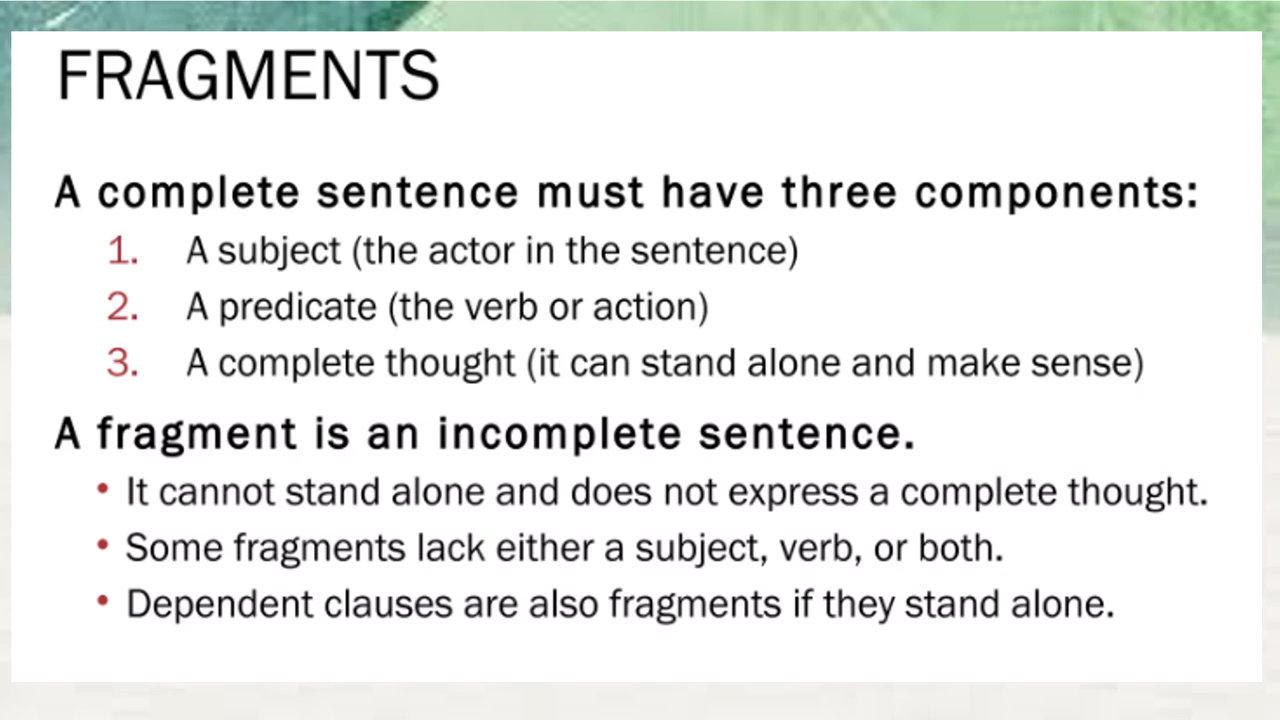 FRAGMENTS
A complete sentence must have three components:
1. A subject (the actor in the sentence)
2. A predicate (the verb or action)
3. A complete thought (it can stand alone and make sense)
A fragment is an incomplete sentence.
• It cannot stand alone and does not express a complete thought.
• Some fragments lack either a subject, verb, or both.
• Dependent clauses are also fragments if they stand alone.